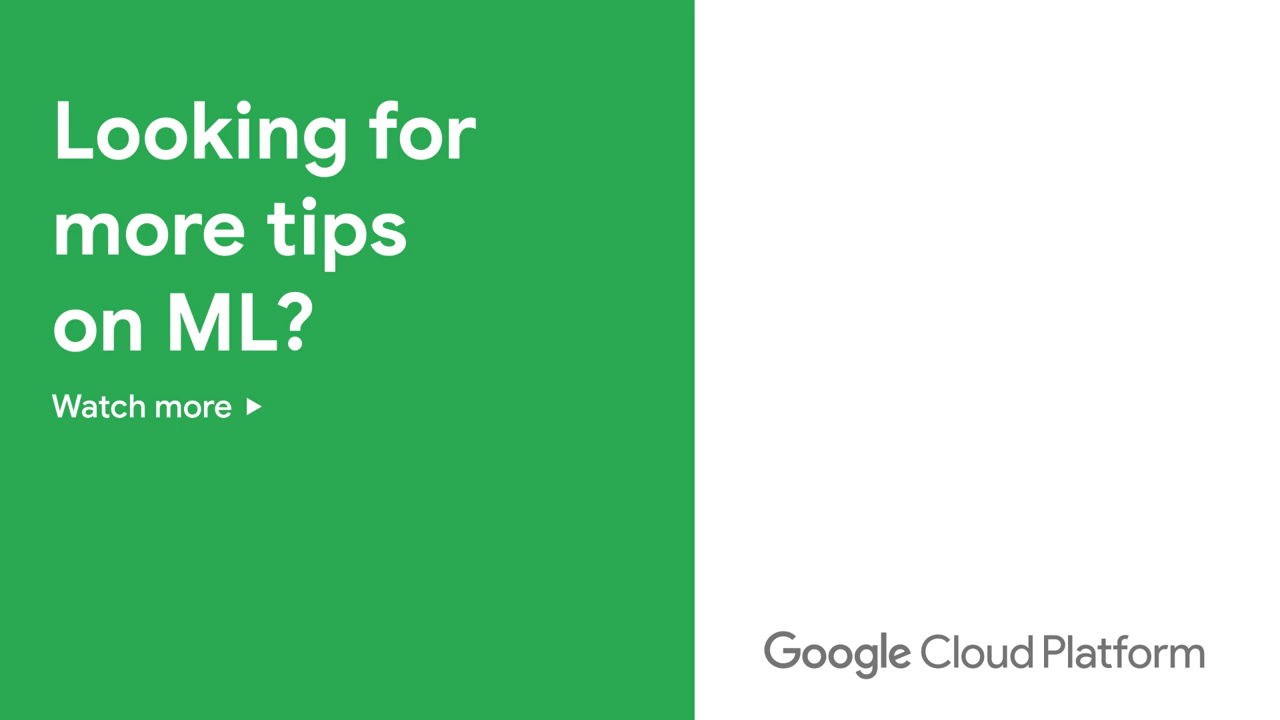 Looking for
more tips
on ML?
Watch more
Google Cloud Platform